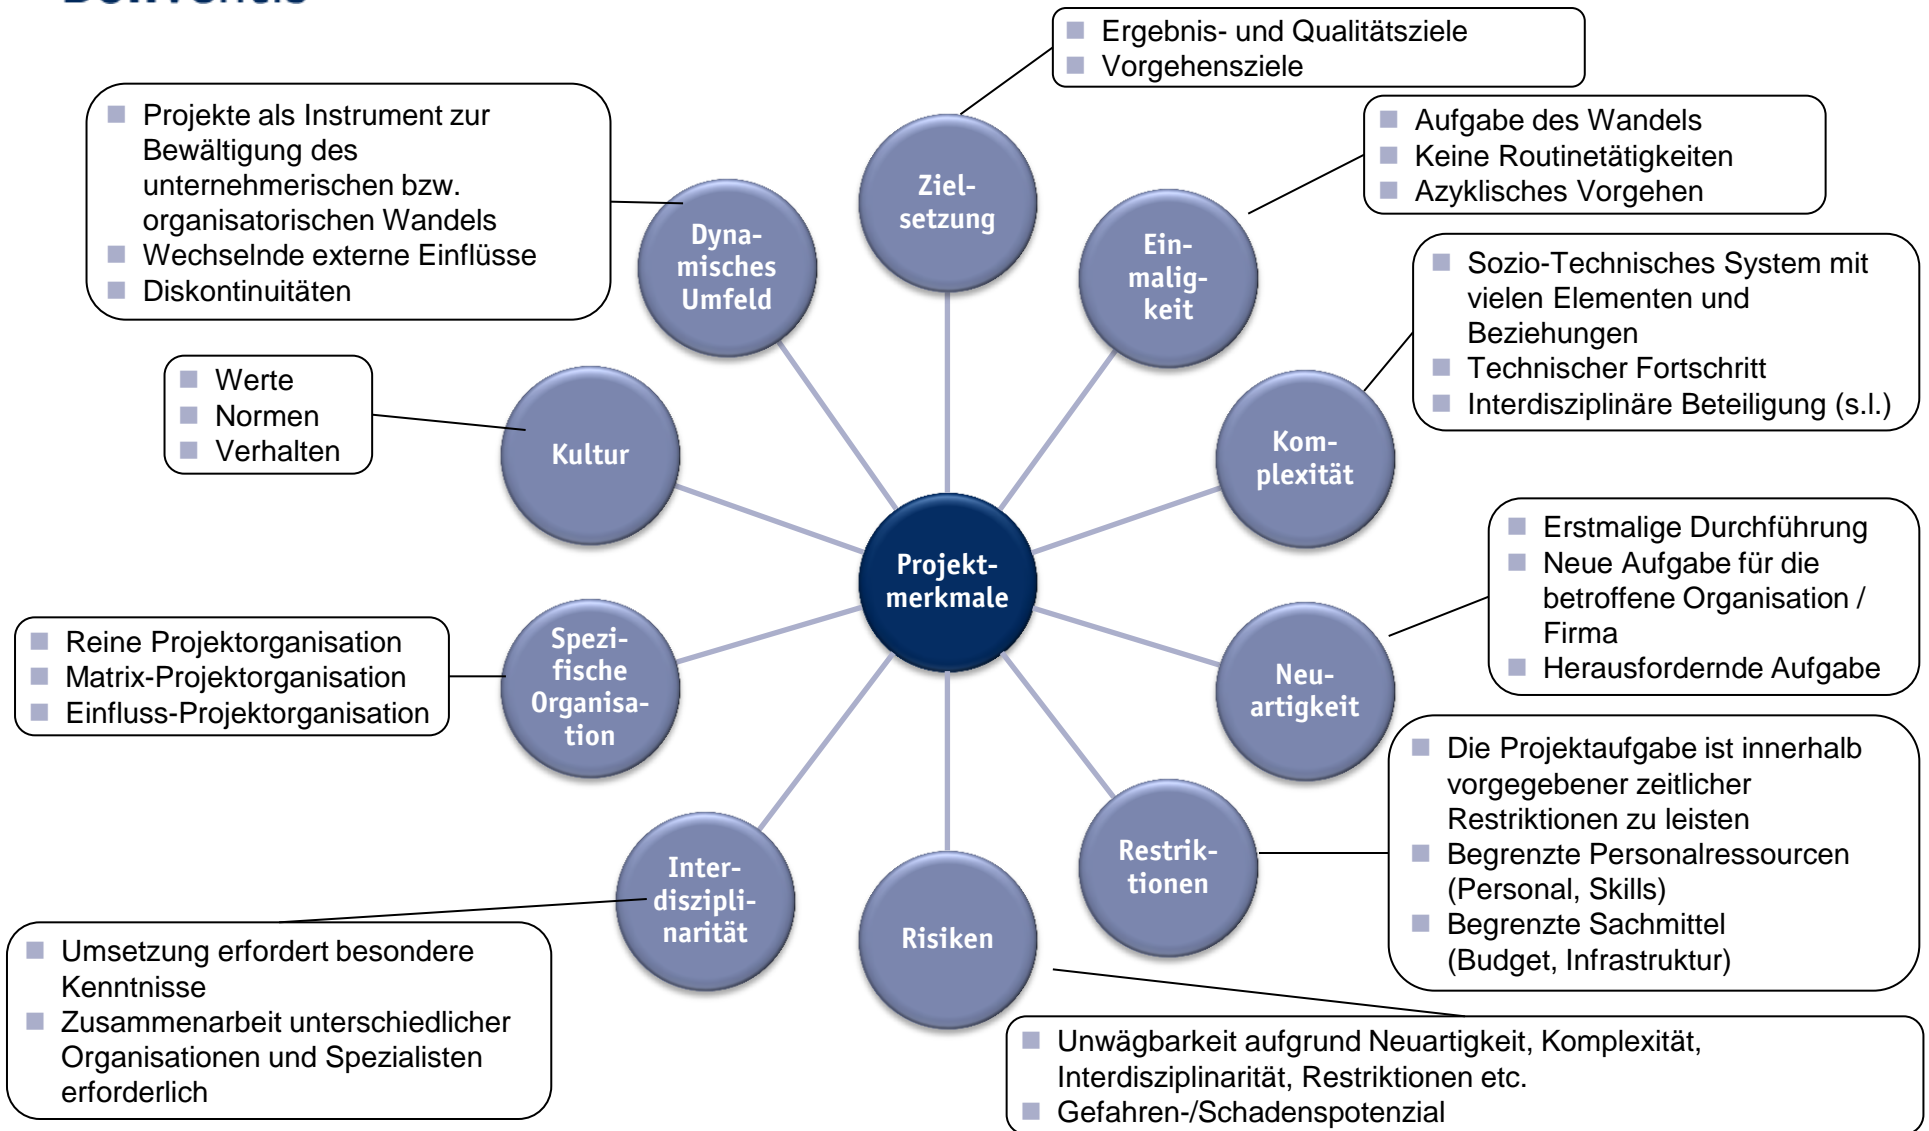 Ergebnis- und Qualitätsziele
Vorgehensziele
Aufgabe des Wandels
Keine Routinetätigkeiten
Azyklisches Vorgehen
Projekte als Instrument zur
Bewältigung des
unternehmerischen bzw.
organisatorischen Wandels
Wechselnde externe Einflüsse
Diskontinuitäten
Ziel-
setzung
Dyna-
misches
Umfeld
Ein-
malig-
keit
Sozio-Technisches System mit
vielen Elementen und
Beziehungen
Technischer Fortschritt
Interdisziplinäre Beteiligung (s.l.)
Werte
Normen
Verhalten
Kultur
Kom-
plexität
Projekt-
merkmale
Erstmalige Durchführung
Neue Aufgabe für die
betroffene Organisation /
Firma
Herausfordernde Aufgabe
Reine Projektorganisation
Matrix-Projektorganisation
Einfluss-Projektorganisation
Spezi-
fische
Organisa-
tion
Neu-
artigkeit
Die Projektaufgabe ist innerhalb
vorgegebener zeitlicher
Restriktionen zu leisten
Begrenzte Personalressourcen
(Personal, Skills)
Begrenzte Sachmittel
(Budget, Infrastruktur)
Restrik-
tionen
Inter-
diszipli-
narität
Risiken
Umsetzung erfordert besondere
Kenntnisse
Zusammenarbeit unterschiedlicher
Organisationen und Spezialisten
erforderlich
Unwägbarkeit aufgrund Neuartigkeit, Komplexität,
Interdisziplinarität, Restriktionen etc.
Gefahren-/Schadenspotenzial